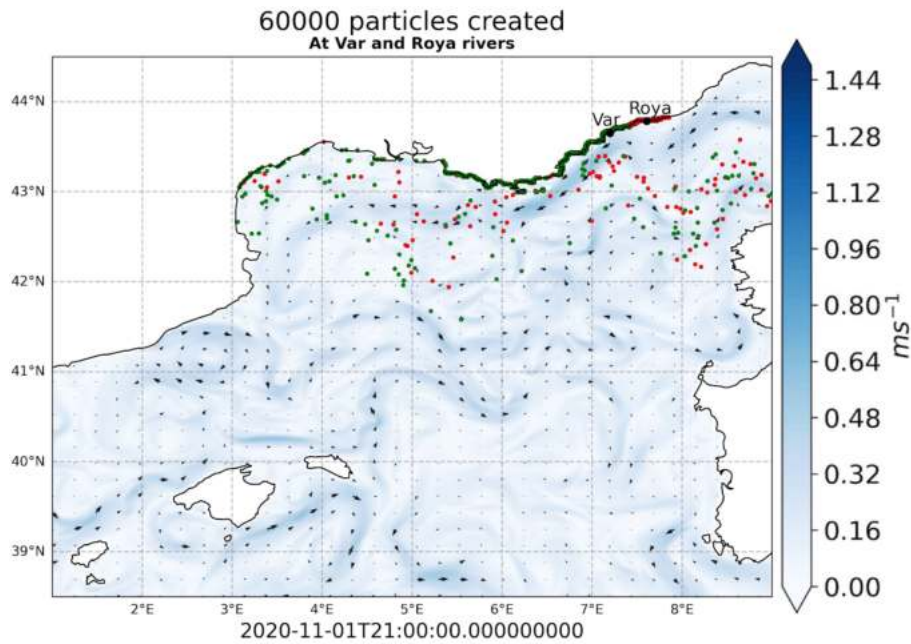 60000 particles created
At Var and Roya rivers
44°N
43°N
42°N
41°N
40°N
39°N
Var
Roya
2°E
3°E
4°E
5°E
6°E
7°E
8°E
2020-11-01T21:00:00.000000000
1.44
1.28
1.12
0.96
0.80
0.64
0.48
0.32
0.16
0.00
ms⁻¹